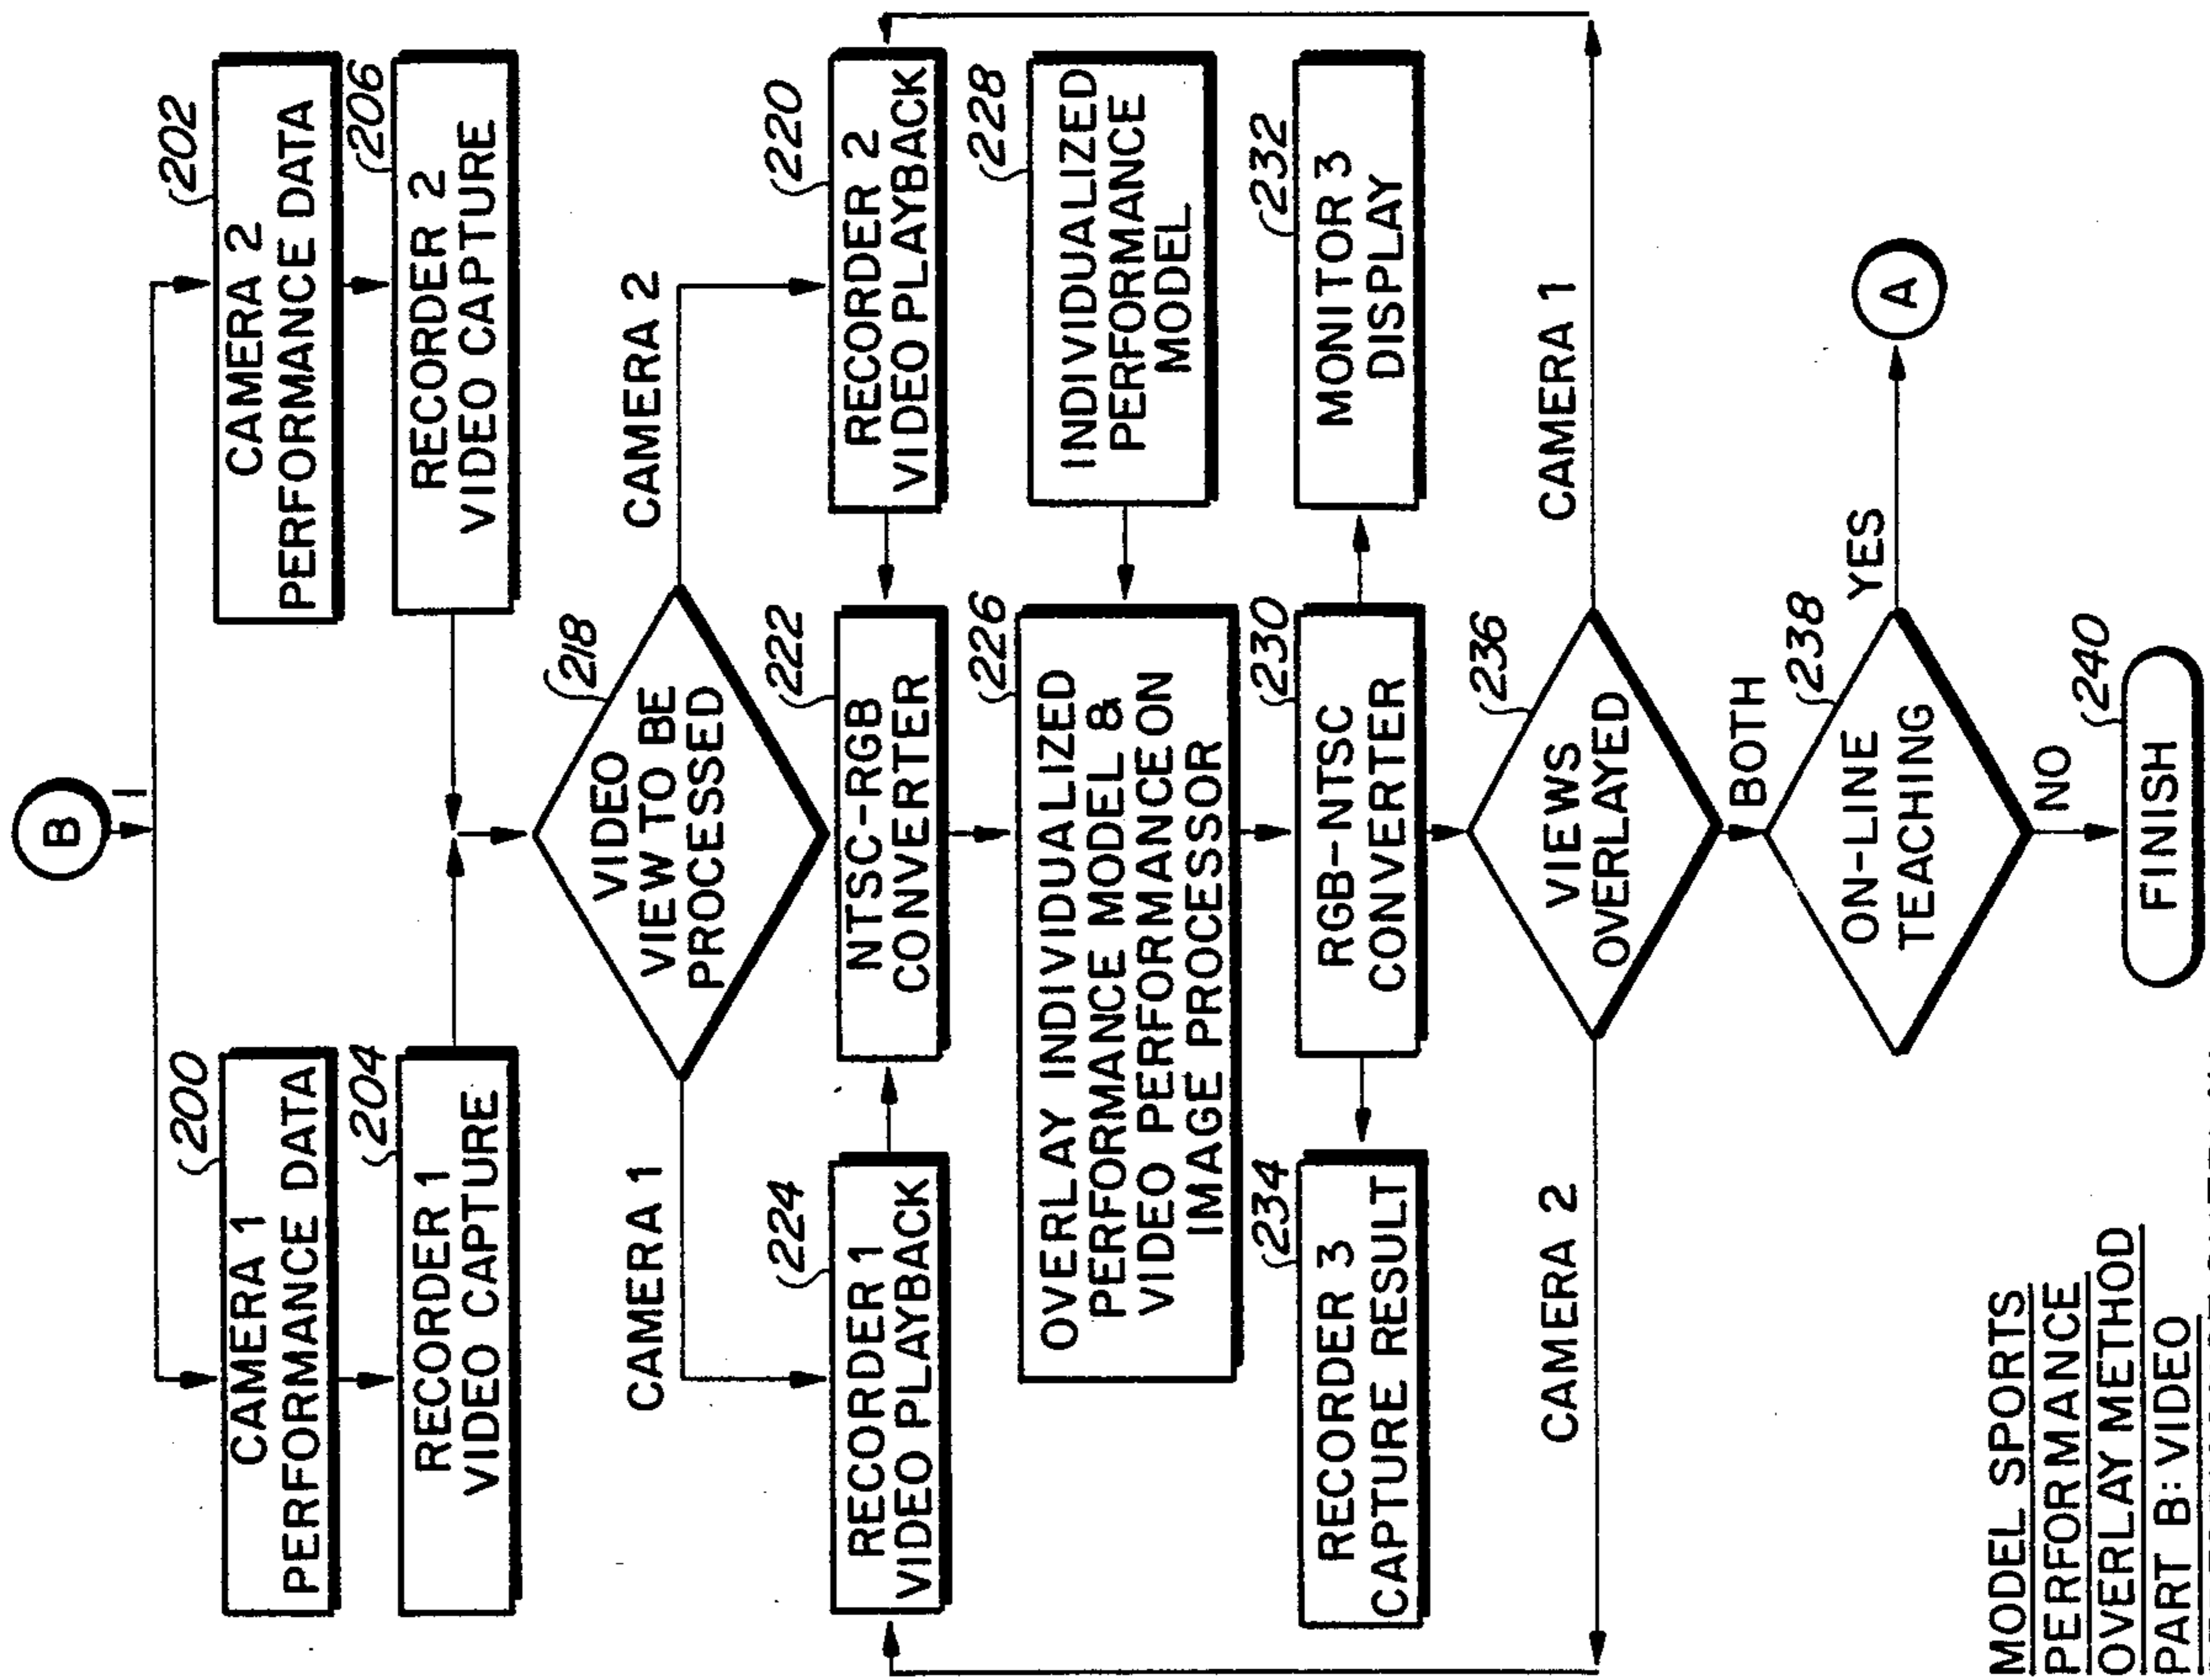 B
200
CAMERA 1
PERFORMANCE DATA
202
CAMERA 2
PERFORMANCE DATA
204
RECORDER 1
VIDEO CAPTURE
206
RECORDER 2
VIDEO CAPTURE
218
VIDEO
VIEW TO BE
PROCESSED
CAMERA 1
CAMERA 2
224
RECORDER 1
VIDEO PLAYBACK
222
NTSC-RGB
CONVERTER
220
RECORDER 2
VIDEO PLAYBACK
226
OVERLAY INDIVIDUALIZED
PERFORMANCE MODEL &
VIDEO PERFORMANCE ON
IMAGE PROCESSOR
228
INDIVIDUALIZED
PERFORMANCE
MODEL
234
RECORDER 3
CAPTURE RESULT
230
RGB-NTSC
CONVERTER
232
MONITOR 3
DISPLAY
236
VIEWS
OVERLAYED
CAMERA 2
CAMERA 1
BOTH
238
ON-LINE
TEACHING
YES
A
NO
240
FINISH
MODEL SPORTS
PERFORMANCE
OVERLAY METHOD
PART B: VIDEO